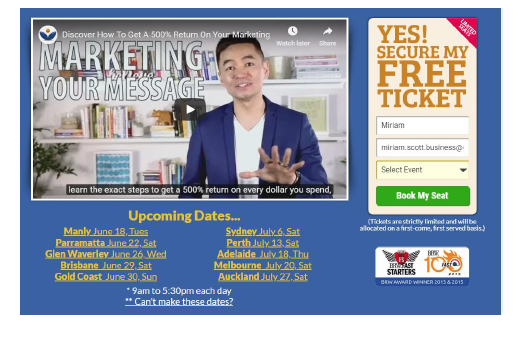 Discover How To Get A 500% Return On Your Marketing
Watch later
Share
MARKETING
YOUR MESSAGE
learn the exact steps to get a 500% return on every dollar you spend,
LIMITED
SEATS
YES!
SECURE MY
FREE
TICKET
Miriam
miriam.scott.business@
Select Event
Book My Seat
(Tickets are strictly limited and will be
allocated on a first-come, first served basis.)
Upcoming Dates...
Manly June 18, Tues
Parramatta June 22, Sat
Glen Waverley June 26, Wed
Brisbane June 29, Sat
Gold Coast June 30, Sun
Sydney July 6, Sat
Perth July 13, Sat
Adelaide July 18, Thu
Melbourne July 20, Sat
Auckland July 27, Sat
* 9am to 5:30pm each day
** Can't make these dates?
FAST
STARTERS
BRW
FAST
100
BRW AWARD WINNER 2013 & 2015